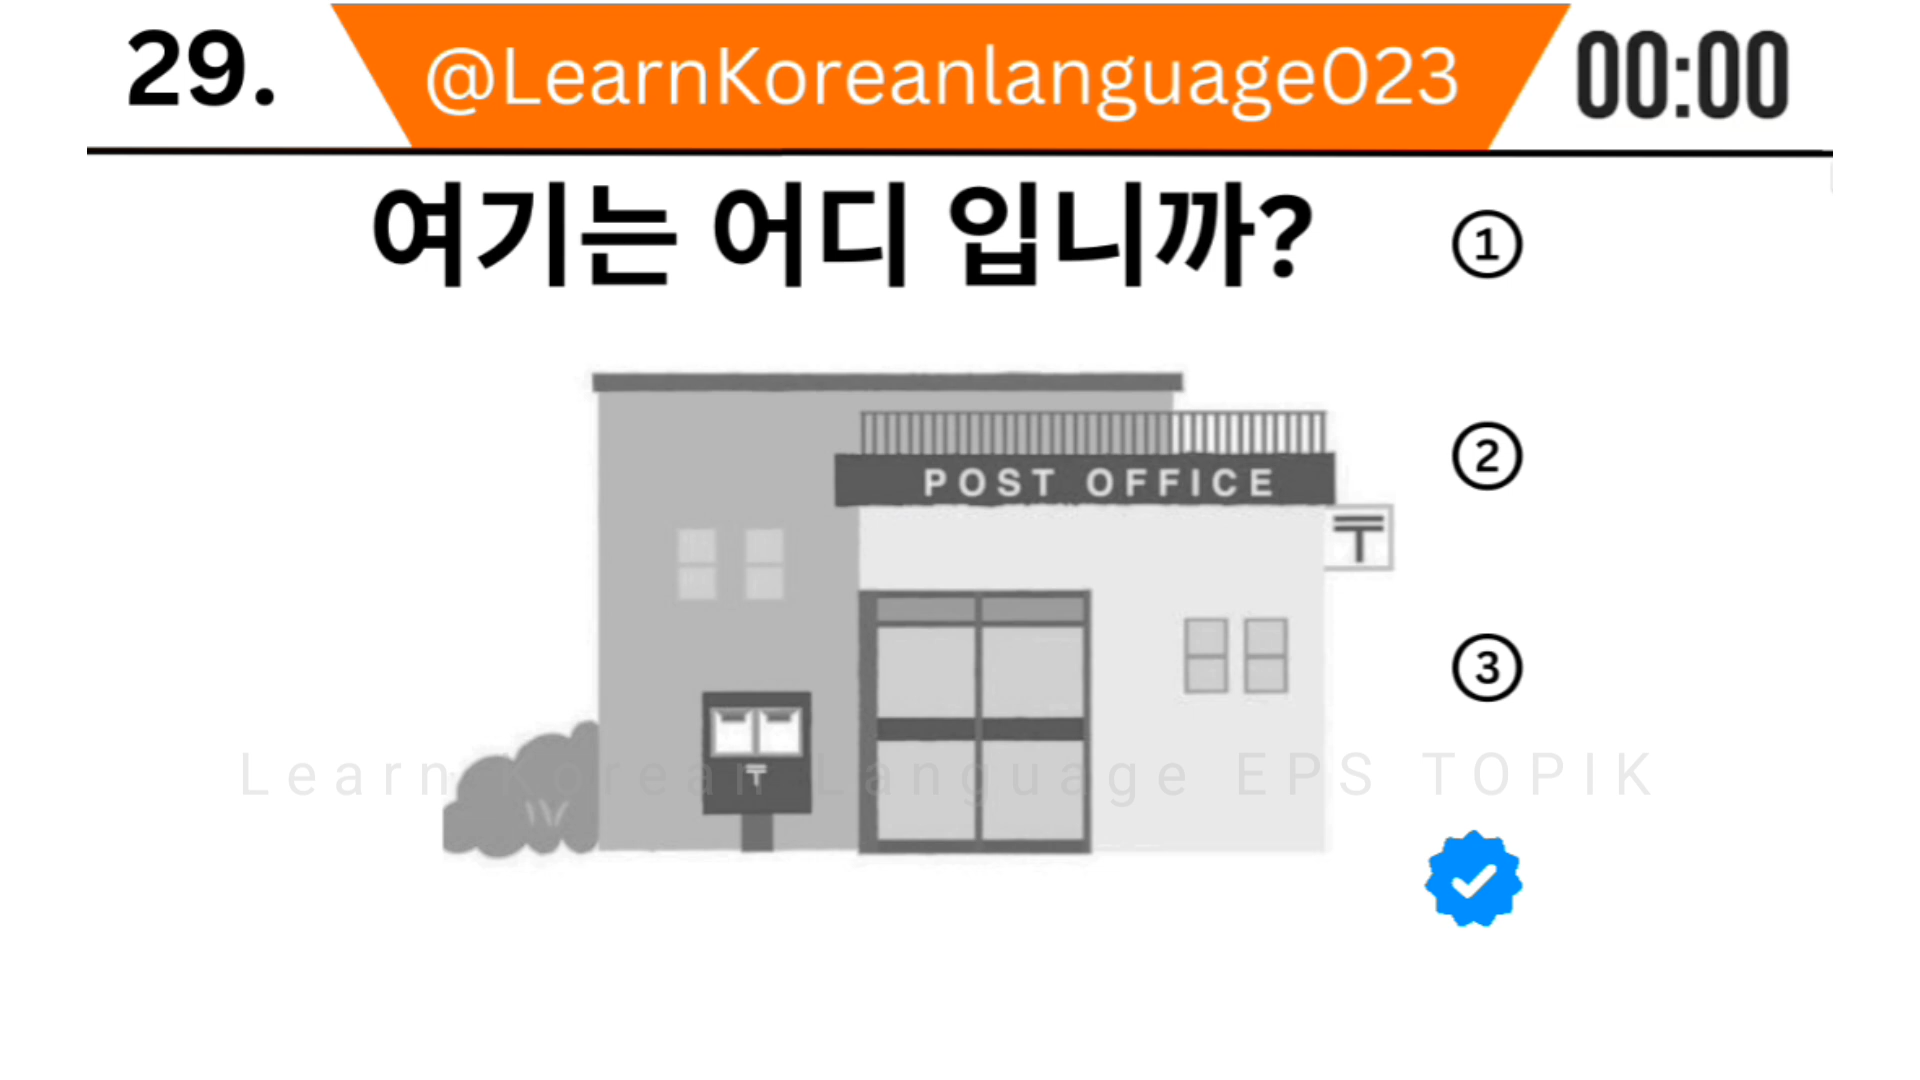 29.
@LearnKoreanlanguage023
00:00
여기는 어디 입니까?
①
②
POST OFFICE
〒
③
〒
Learn Korean Language EPS TOPIK